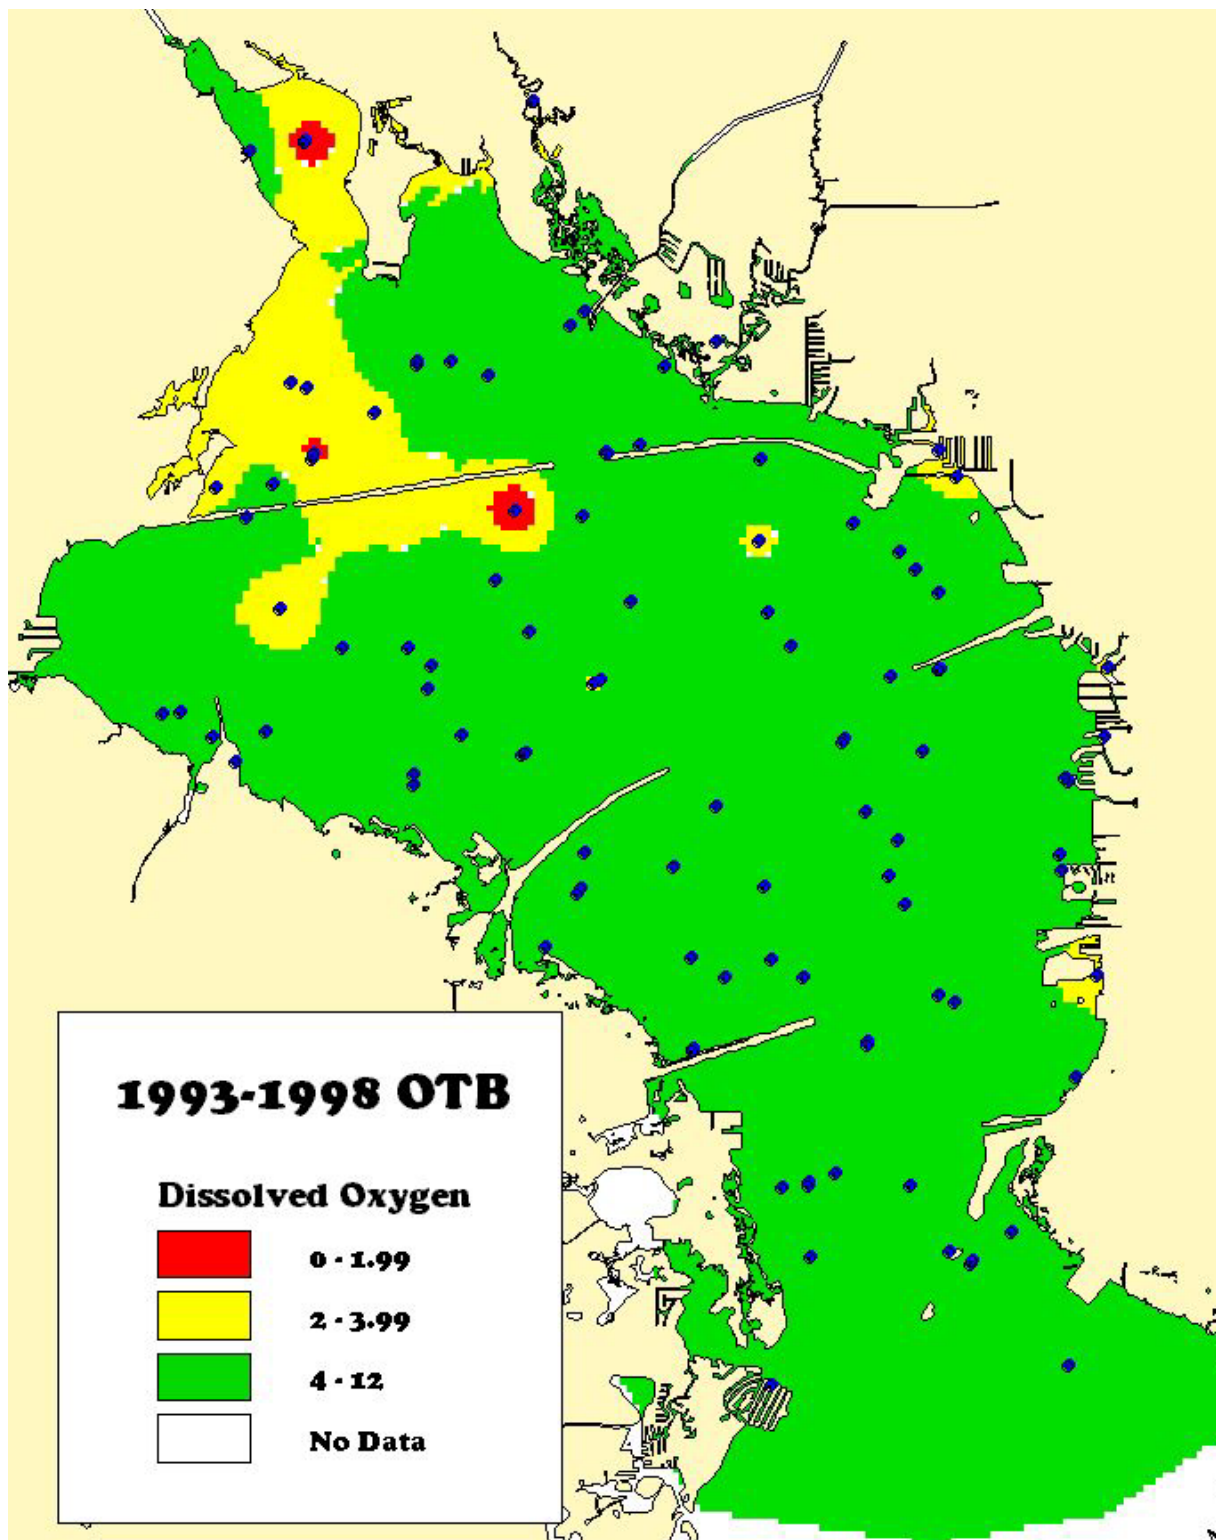 1993-1998 OTB
Dissolved Oxygen
0 - 1.99
2 - 3.99
4 - 12
No Data